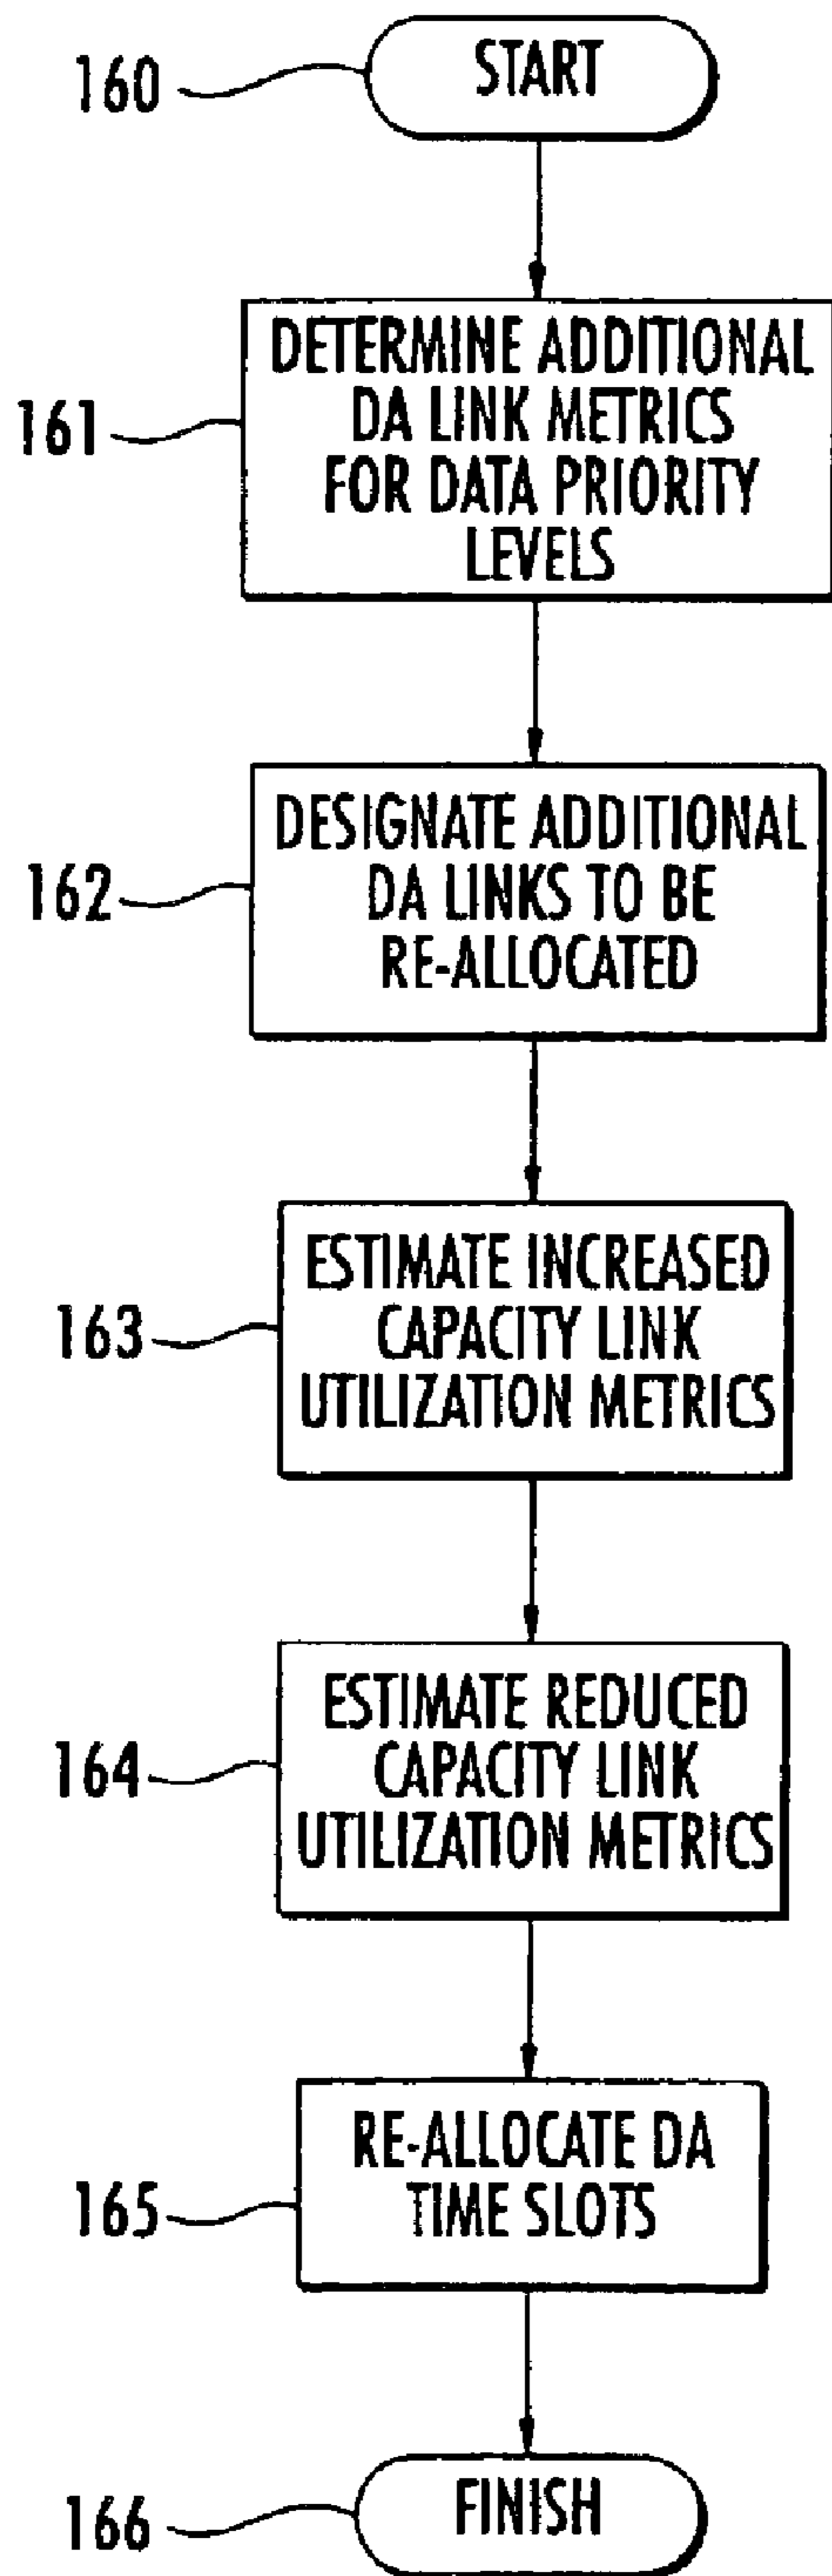 160
START
161
DETERMINE ADDITIONAL
DA LINK METRICS
FOR DATA PRIORITY
LEVELS
162
DESIGNATE ADDITIONAL
DA LINKS TO BE
RE-ALLOCATED
163
ESTIMATE INCREASED
CAPACITY LINK
UTILIZATION METRICS
164
ESTIMATE REDUCED
CAPACITY LINK
UTILIZATION METRICS
165
RE-ALLOCATE DA
TIME SLOTS
166
FINISH